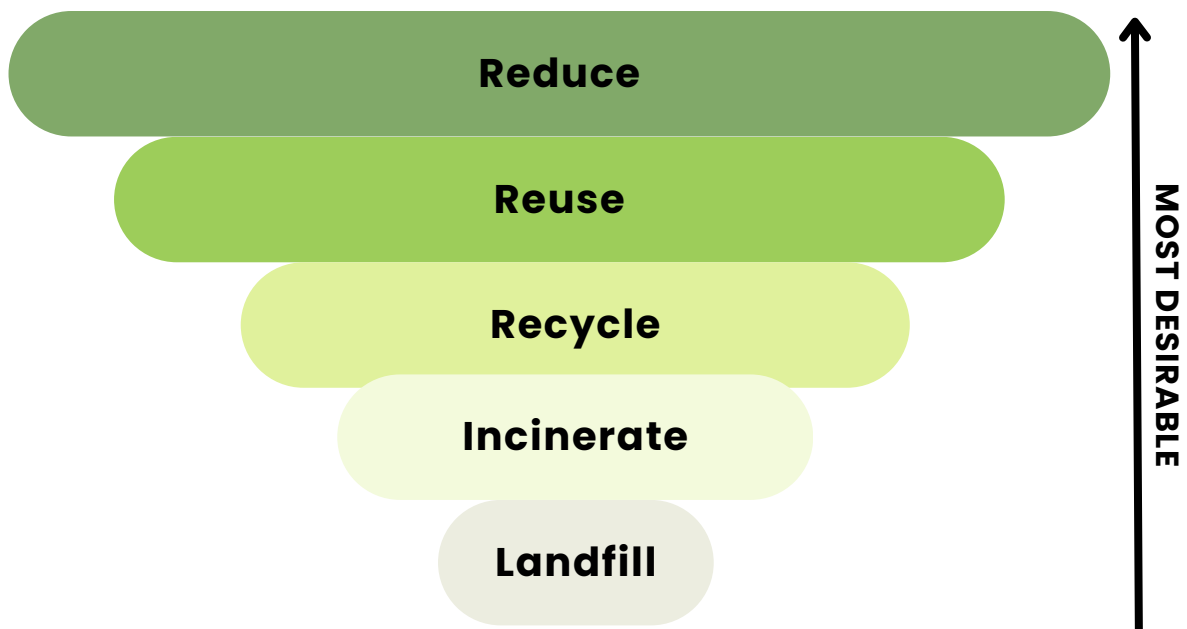 Reduce
Reuse
Recycle
Incinerate
Landfill
MOST DESIRABLE